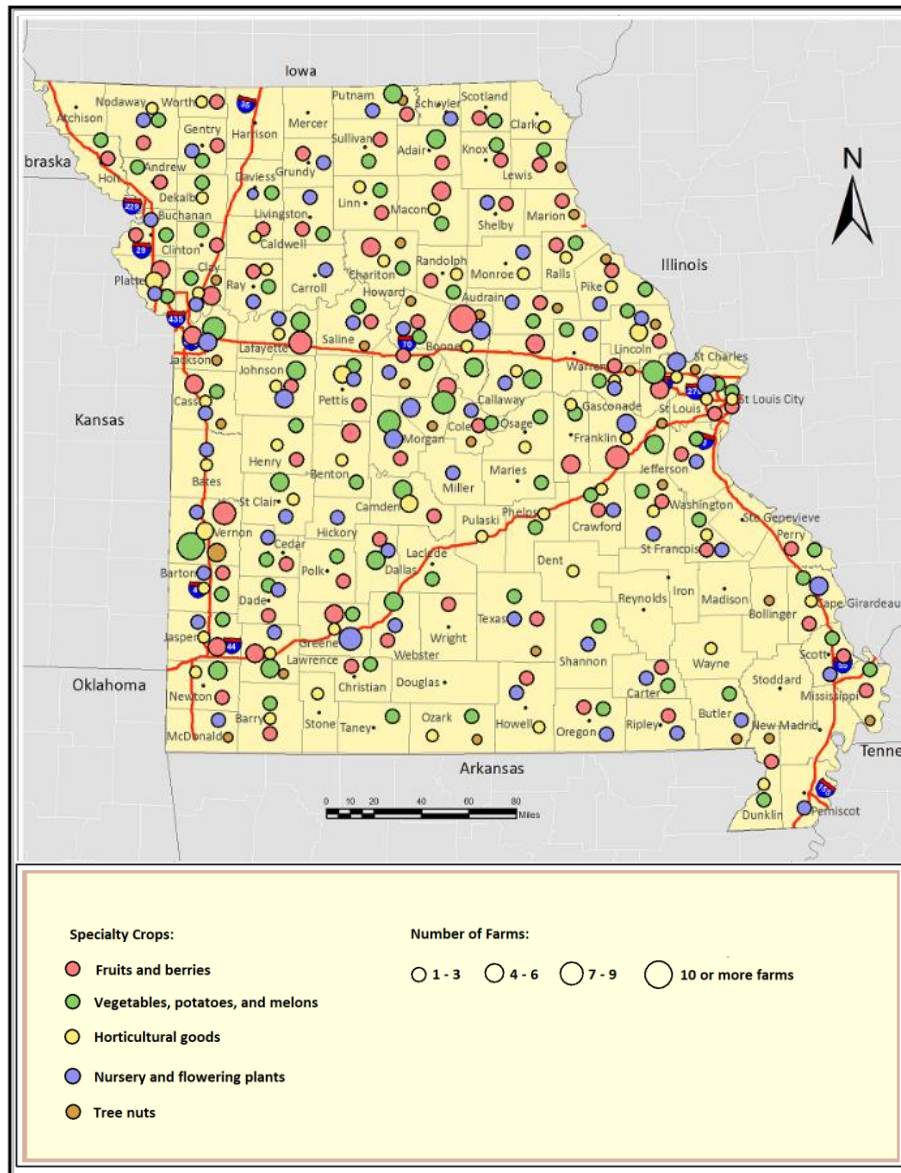 Iowa
Nodaway
Worth
35
Putnam
Schuyler
Scotland
Atchison
Gentry
Harrison
Mercer
Sullivan
Adair
Clark
braska
Andrew
Grundy
Knox
Lewis
N
Holt
Daviess
Dekalb
Linn
Macon
229
Buchanan
Livingston
Shelby
Marion
29
Clinton
Caldwell
Randolph
Illinois
Platte
Clay
Ray
Carroll
Chariton
Monroe
Ralls
Howard
Audrain
Pike
435
Saline
70
Boone
Lincoln
Lafayette
St Charles
Jackson
Johnson
Warren
270
Kansas
Cass
Pettis
Callaway
Gasconade
St Louis
St Louis City
Morgan
Cole
Osage
Franklin
Henry
Benton
Maries
Jefferson
Bates
Miller
St Clair
Camden
Phelps
Washington
Vernon
Hickory
Pulaski
Crawford
Ste Genevieve
Cedar
Laclede
St Francois
Perry
Barton
Polk
Dallas
Dent
Iron
Madison
Dade
Reynolds
Bollinger
Cape Girardeau
Jasper
44
Greene
Wright
Texas
Lawrence
Webster
Shannon
Wayne
Scott
Oklahoma
Christian
Douglas
Carter
Stoddard
Mississippi
Newton
Barry
Stone
Taney
Ozark
Howell
Oregon
Ripley
Butler
New Madrid
McDonald
Tenne
Arkansas
0 10 20 40 60 80
Miles
155
Dunklin
Pemiscot
Specialty Crops:
Number of Farms:
Fruits and berries
1 - 3
4 - 6
7 - 9
10 or more farms
Vegetables, potatoes, and melons
Horticultural goods
Nursery and flowering plants
Tree nuts